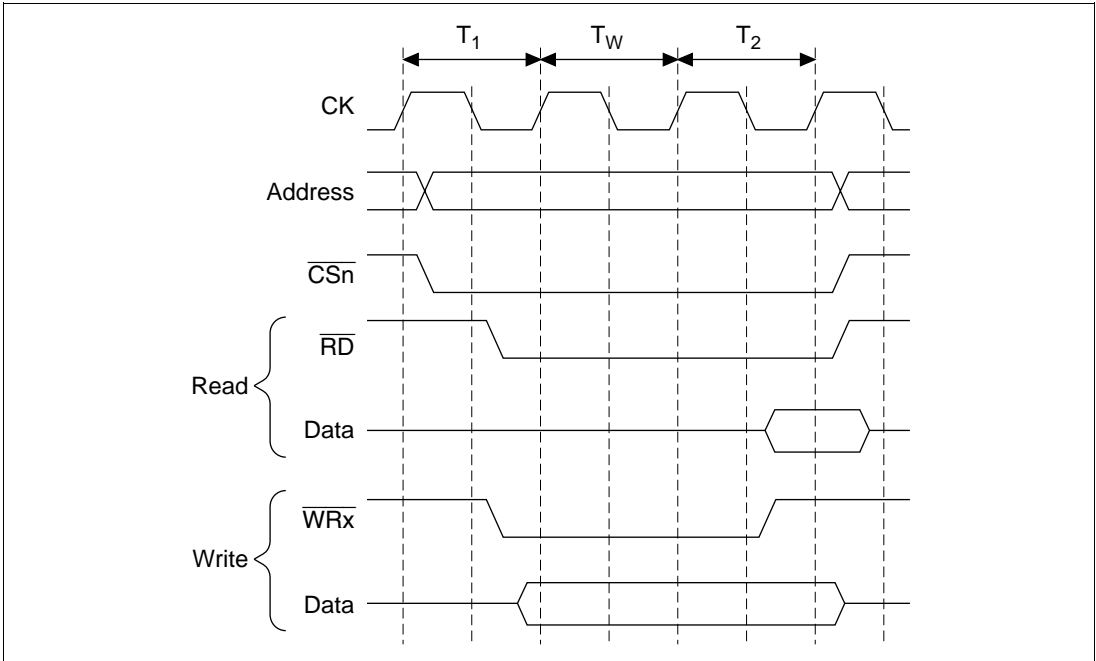 T1 TW T2
CK
Address
CSn
RD
Read
Data
WRx
Write
Data